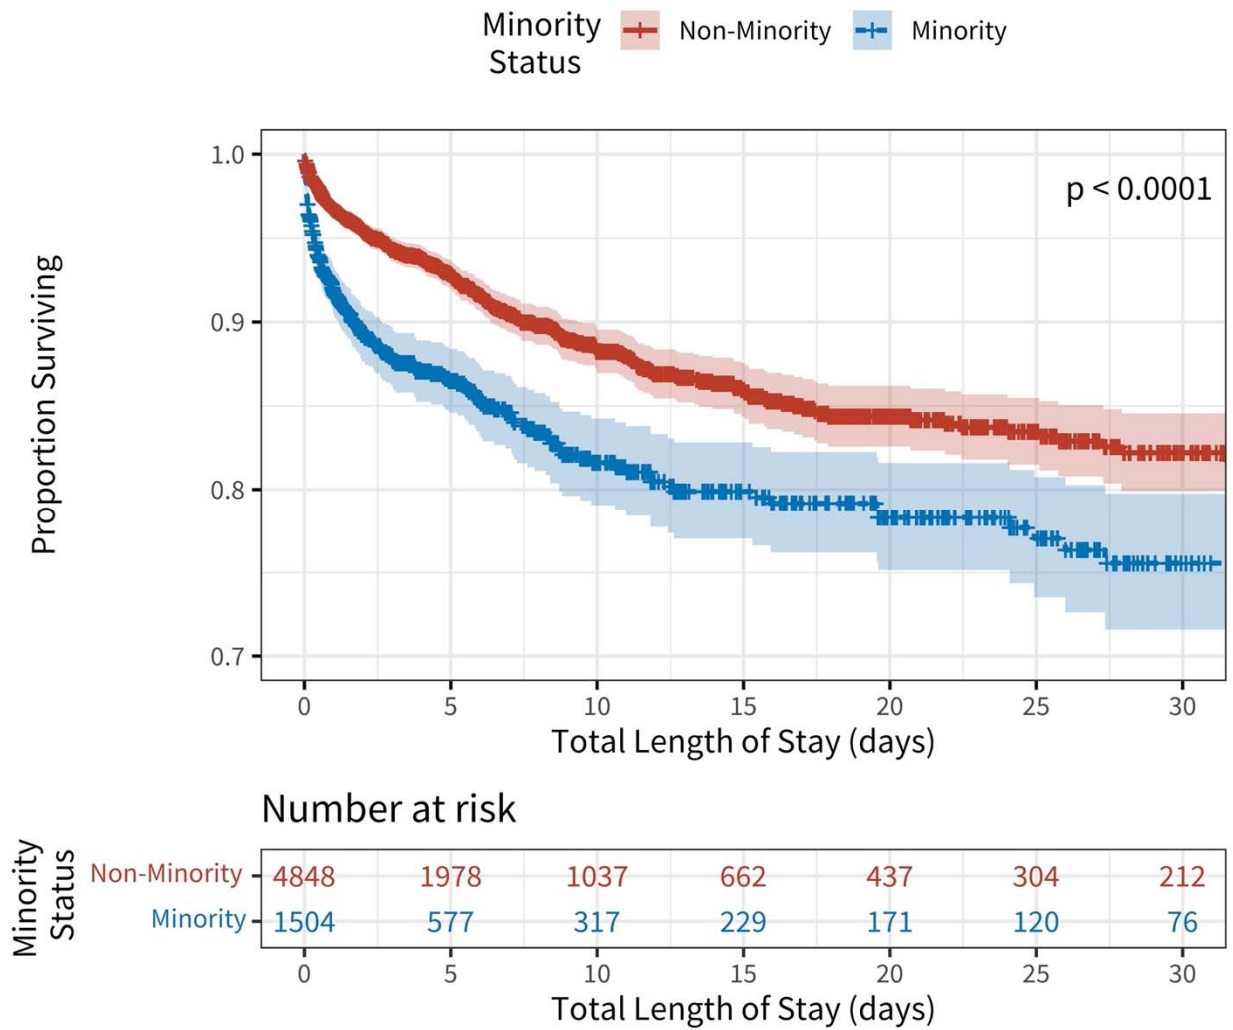 Minority
Status
Non-Minority
Minority
p < 0.0001
Proportion Surviving
1.0
0.9
0.8
0.7
0 5 10 15 20 25 30
Total Length of Stay (days)
Number at risk
Minority
Status
Non-Minority 4848 1978 1037 662 437 304 212
Minority 1504 577 317 229 171 120 76
0 5 10 15 20 25 30
Total Length of Stay (days)